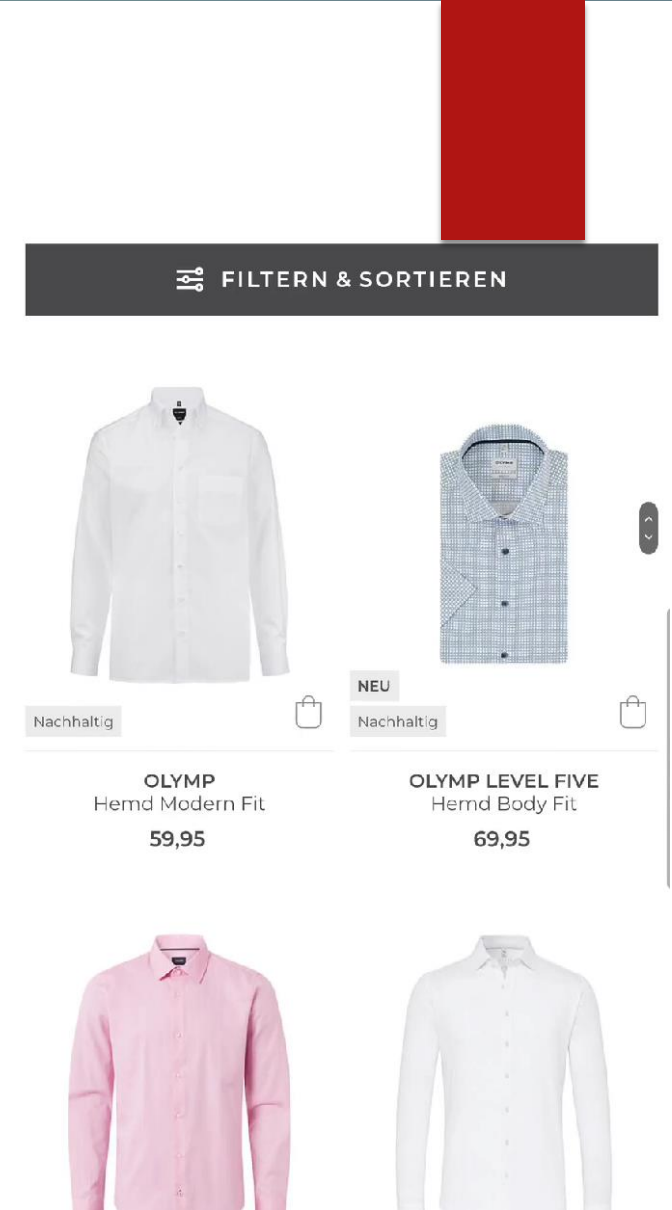 FILTERN & SORTIEREN
NEU
Nachhaltig
Nachhaltig
OLYMP
Hemd Modern Fit
59,95
OLYMP LEVEL FIVE
Hemd Body Fit
69,95